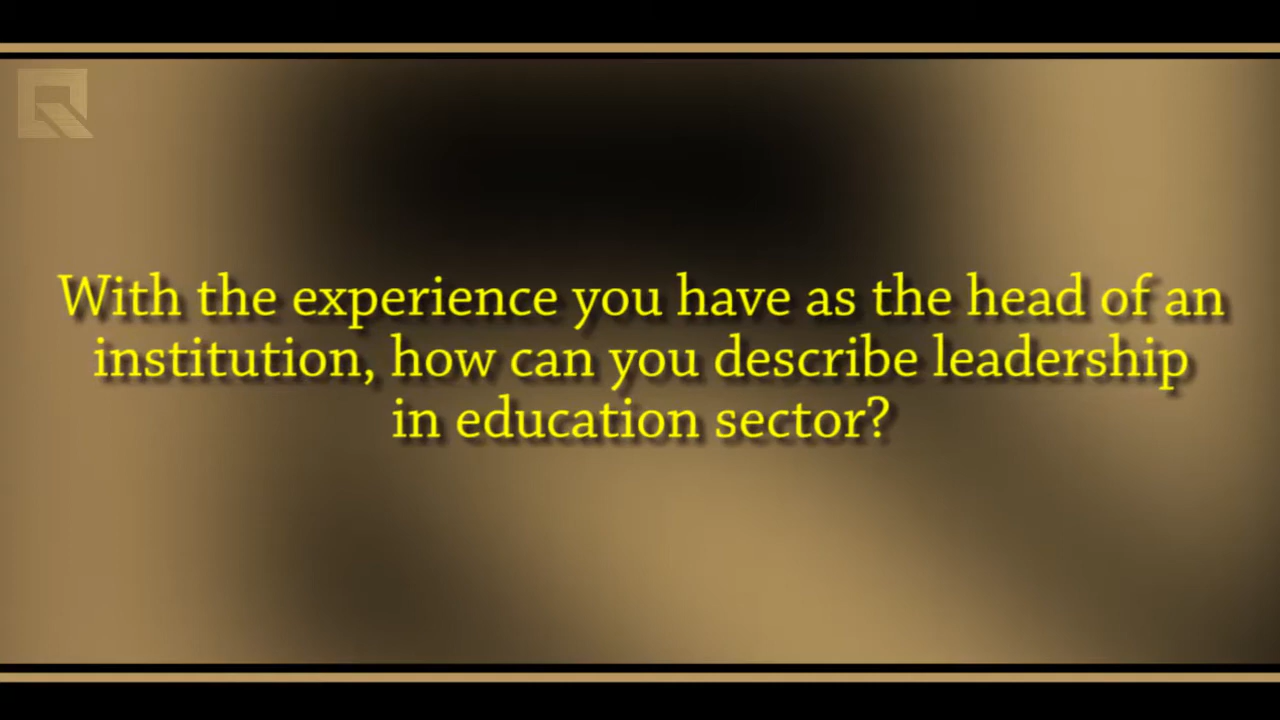 With the experience you have as the head of an
institution, how can you describe leadership
in education sector?